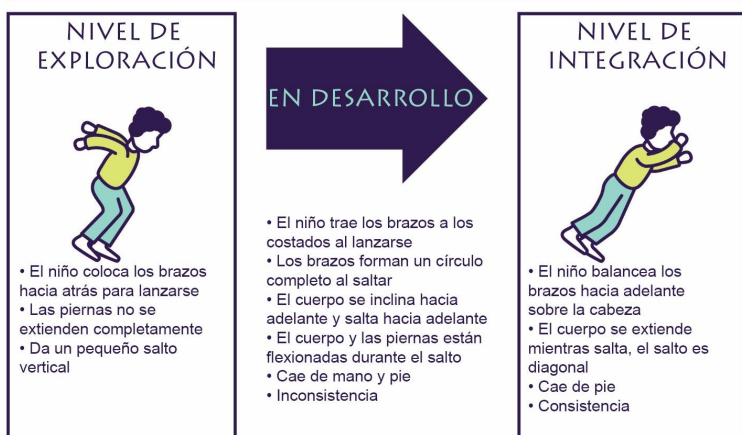 NIVEL DE
EXPLORACIÓN
• El niño coloca los brazos
hacia atrás para lanzarse
• Las piernas no se
extienden completamente
• Da un pequeño salto
vertical
EN DESARROLLO
• El niño trae los brazos a los
costados al lanzarse
• Los brazos forman un círculo
completo al saltar
• El cuerpo se inclina hacia
adelante y salta hacia adelante
• El cuerpo y las piernas están
flexionadas durante el salto
• Cae de mano y pie
• Inconsistencia
NIVEL DE
INTEGRACIÓN
• El niño balancea los
brazos hacia adelante
sobre la cabeza
• El cuerpo se extiende
mientras salta, el salto es
diagonal
• Cae de pie
• Consistencia